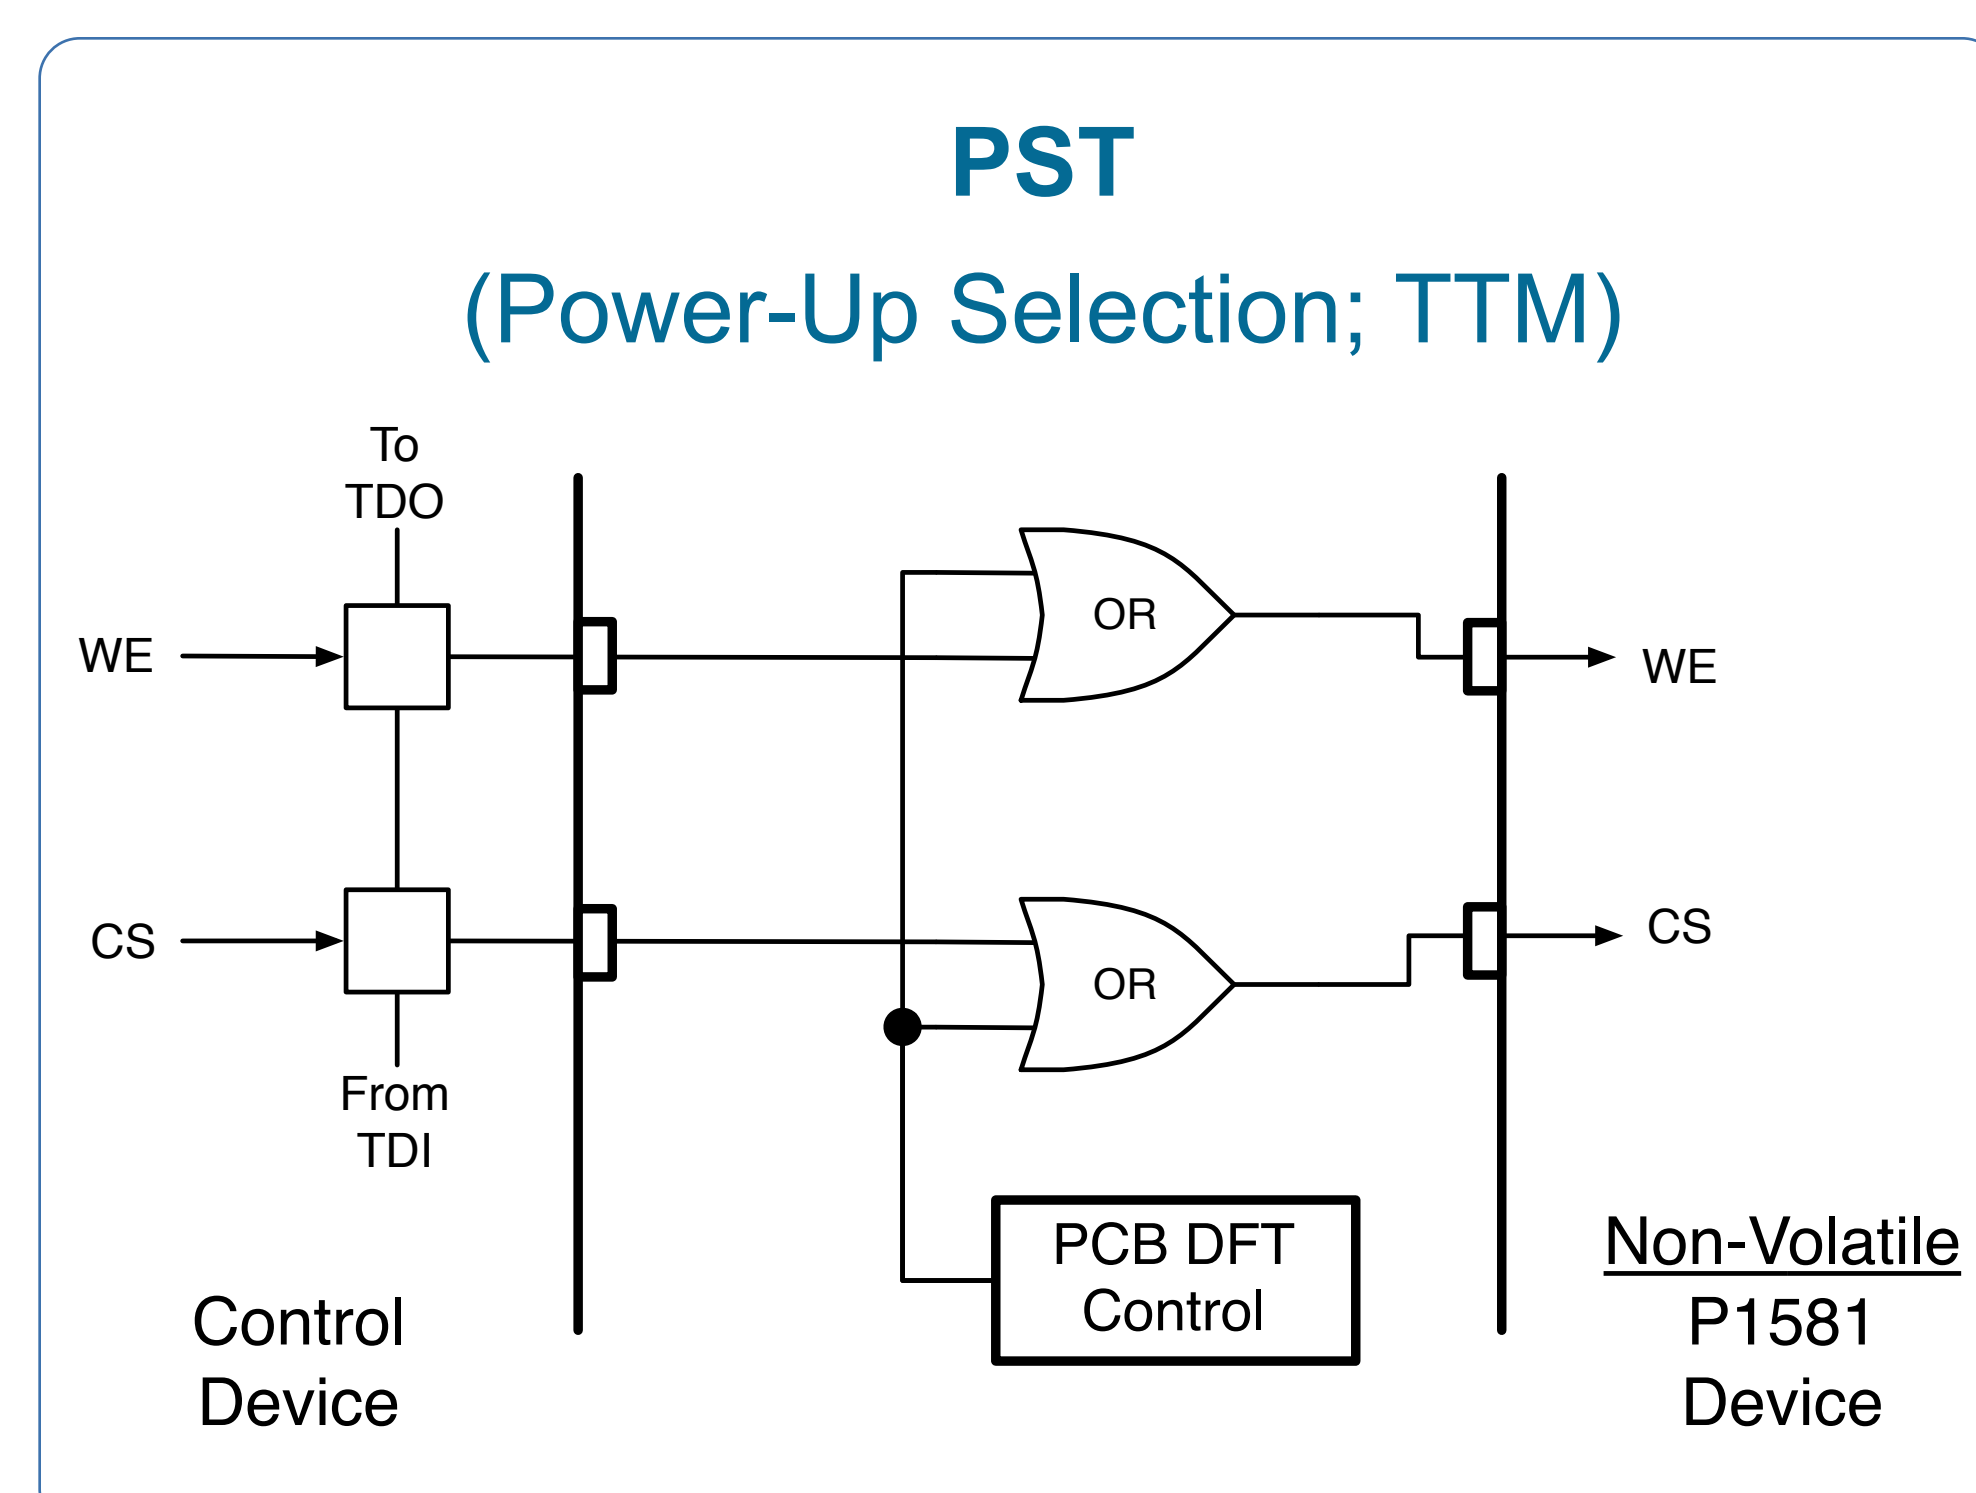 PST
(Power-Up Selection; TTM)
To
TDO
WE
OR
WE
CS
OR
CS
From
TDI
PCB DFT
Control
Control
Device
Non-Volatile
P1581
Device